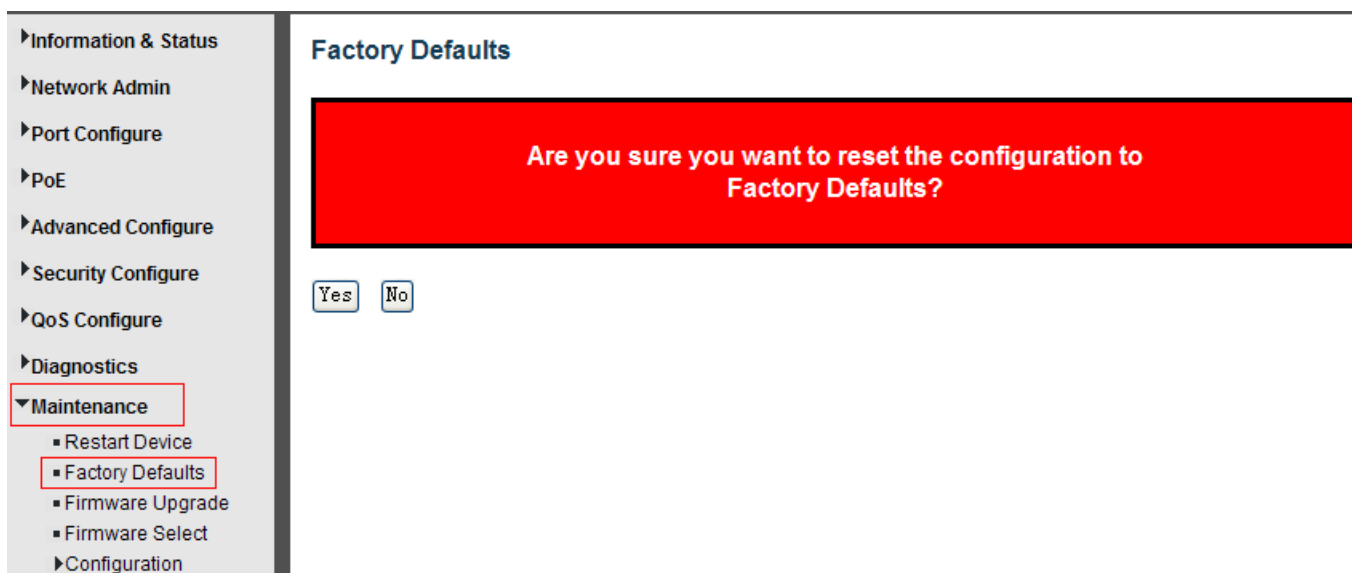 Information & Status
Network Admin
Port Configure
PoE
Advanced Configure
Security Configure
QoS Configure
Diagnostics
Maintenance
Restart Device
Factory Defaults
Firmware Upgrade
Firmware Select
Configuration
Factory Defaults
Are you sure you want to reset the configuration to
Factory Defaults?
Yes No